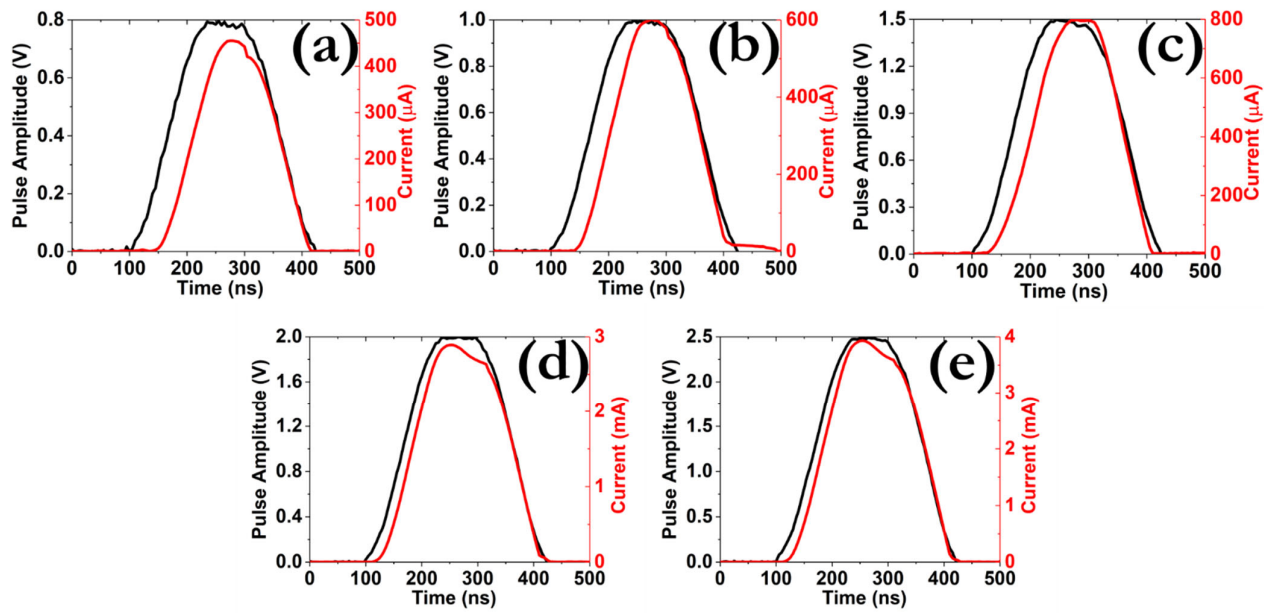 (a)
Pulse Amplitude (V)
0.8
0.6
0.4
0.2
0.0
500
400
300
200
100
0
Current (μA)
0 100 200 300 400 500
Time (ns)
(b)
Pulse Amplitude (V)
1.0
0.8
0.6
0.4
0.2
0.0
600
400
200
0
Current (μA)
0 100 200 300 400 500
Time (ns)
(c)
Pulse Amplitude (V)
1.5
1.2
0.9
0.6
0.3
0.0
800
600
400
200
0
Current (μA)
0 100 200 300 400 500
Time (ns)
(d)
Pulse Amplitude (V)
2.0
1.6
1.2
0.8
0.4
0.0
3
2
1
0
Current (mA)
0 100 200 300 400 500
Time (ns)
(e)
Pulse Amplitude (V)
2.5
2.0
1.5
1.0
0.5
0.0
4
3
2
1
0
Current (mA)
0 100 200 300 400 500
Time (ns)